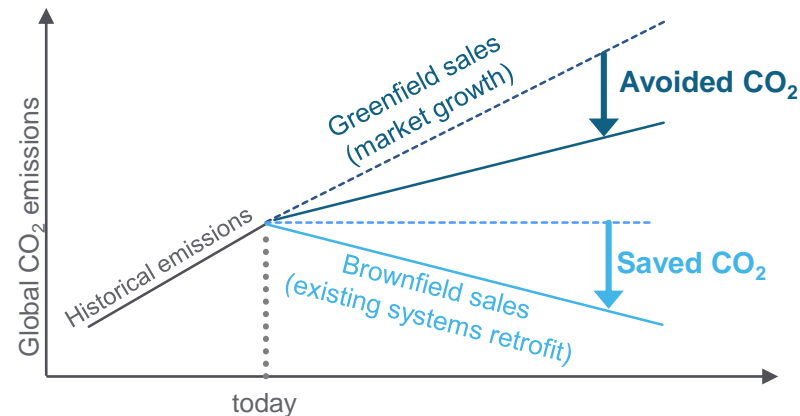 Global CO₂ emissions
Historical emissions
Greenfield sales
(market growth)
Avoided CO₂
Saved CO₂
Brownfield sales
(existing systems retrofit)
today